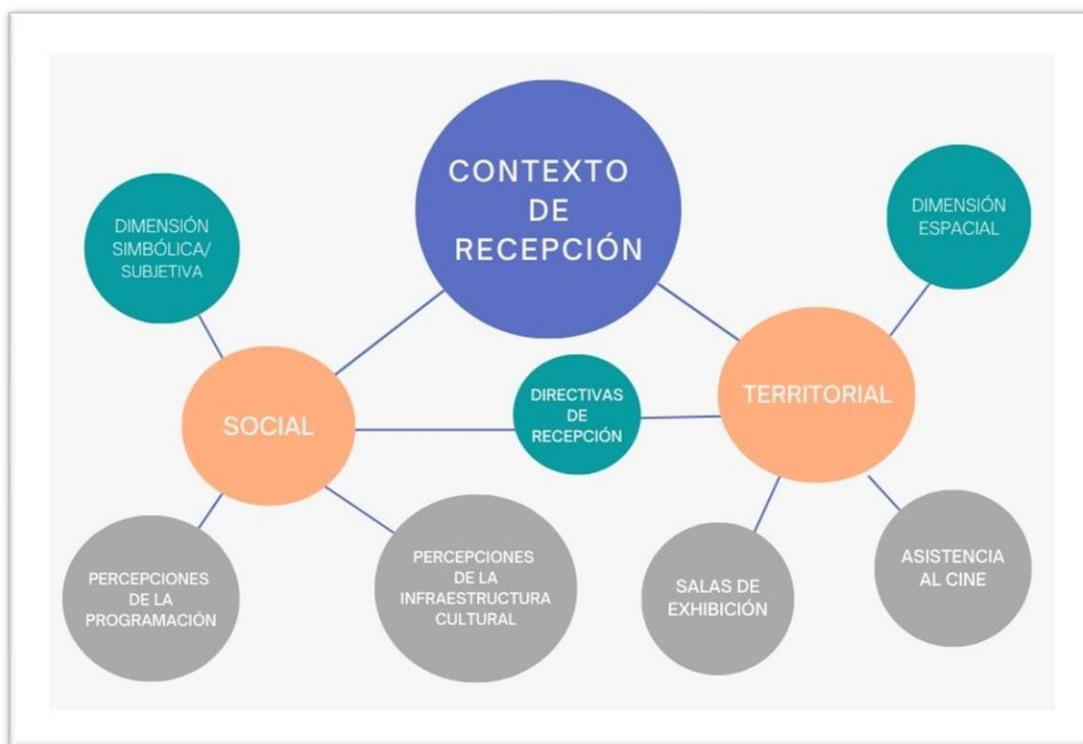 CONTEXTO
DE
RECEPCIÓN
DIMENSIÓN
SIMBÓLICA/
SUBJETIVA
DIMENSIÓN
ESPACIAL
DIRECTIVAS
DE
RECEPCIÓN
SOCIAL
TERRITORIAL
PERCEPCIONES
DE LA
PROGRAMACIÓN
PERCEPCIONES
DE LA
INFRAESTRUCTURA
CULTURAL
SALAS DE
EXHIBICIÓN
ASISTENCIA
AL CINE